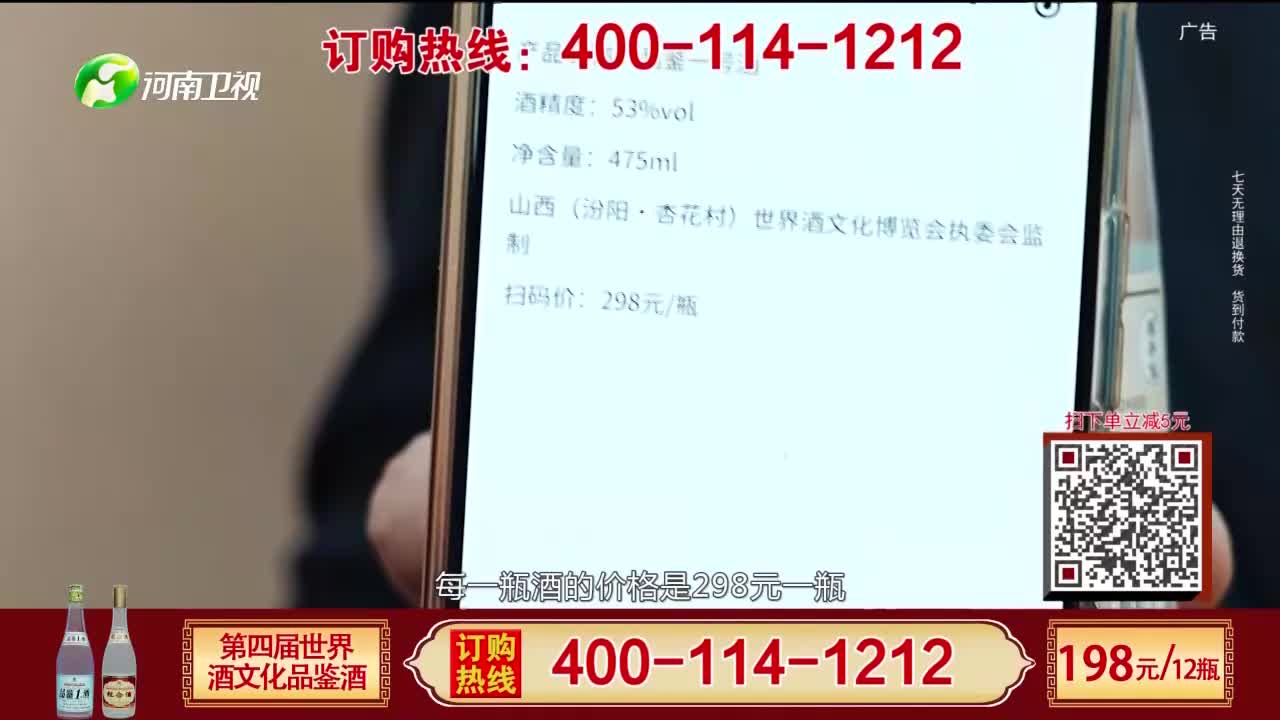 订购热线：400-114-1212
广告
河南卫视
酒精度：53%vol
净含量：475ml
山西（汾阳·杏花村）世界酒文化博览会执委会监
制
扫码价：298元/瓶
七天无理由退换货 货到付款
扫下单立减5元
每一瓶酒的价格是298元一瓶
第四届世界
酒文化品鉴酒
订购
热线
400-114-1212
198元/12瓶